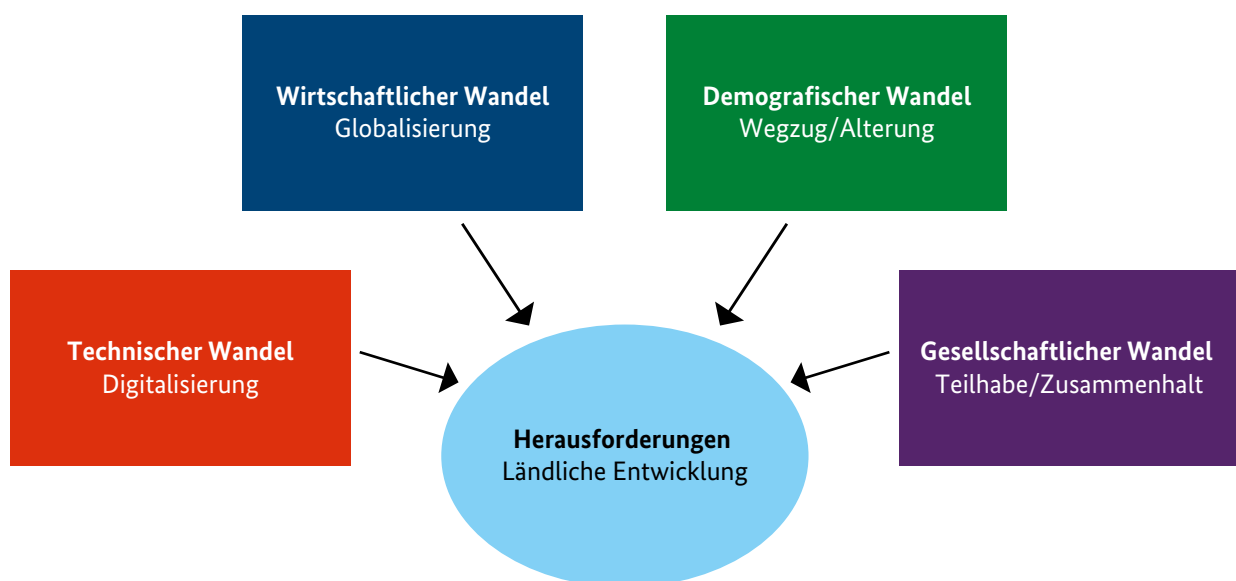 Wirtschaftlicher Wandel
Globalisierung
Demografischer Wandel
Wegzug/Alterung
Technischer Wandel
Digitalisierung
Gesellschaftlicher Wandel
Teilhabe/Zusammenhalt
Herausforderungen
Ländliche Entwicklung